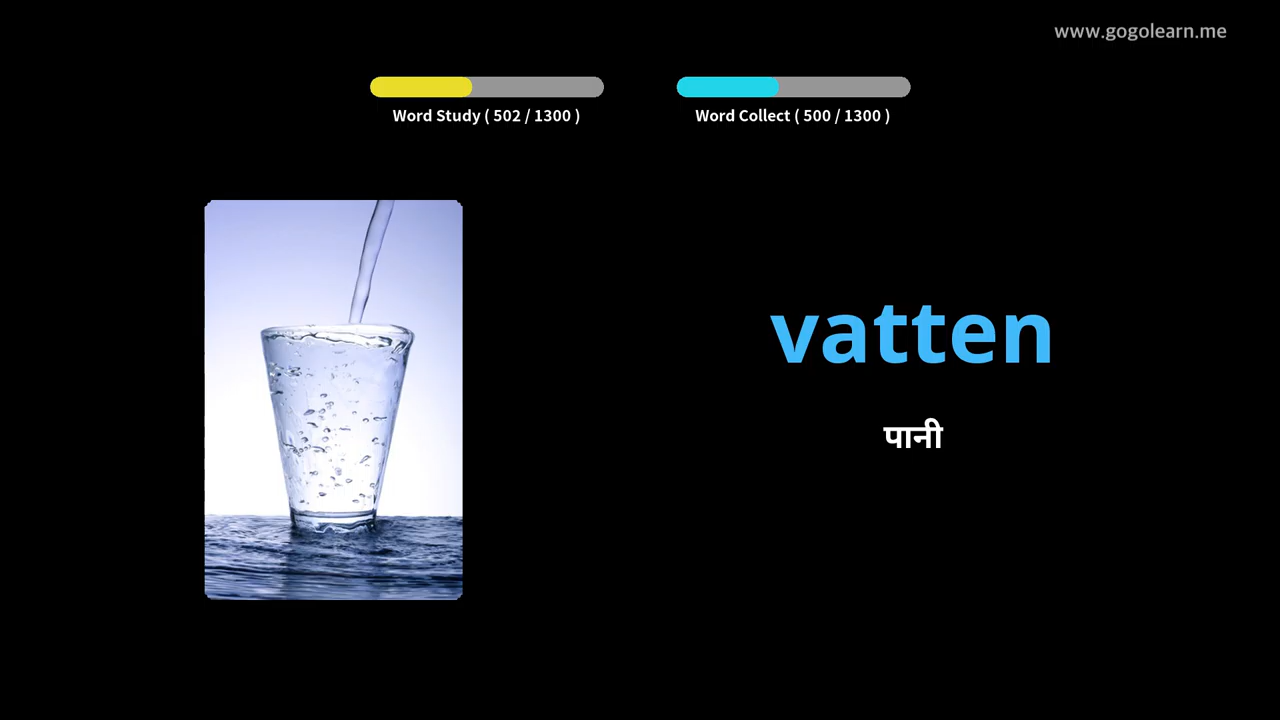 www.gogolearn.me
Word Study ( 502 / 1300 )
Word Collect ( 500 / 1300 )
vatten
पानी